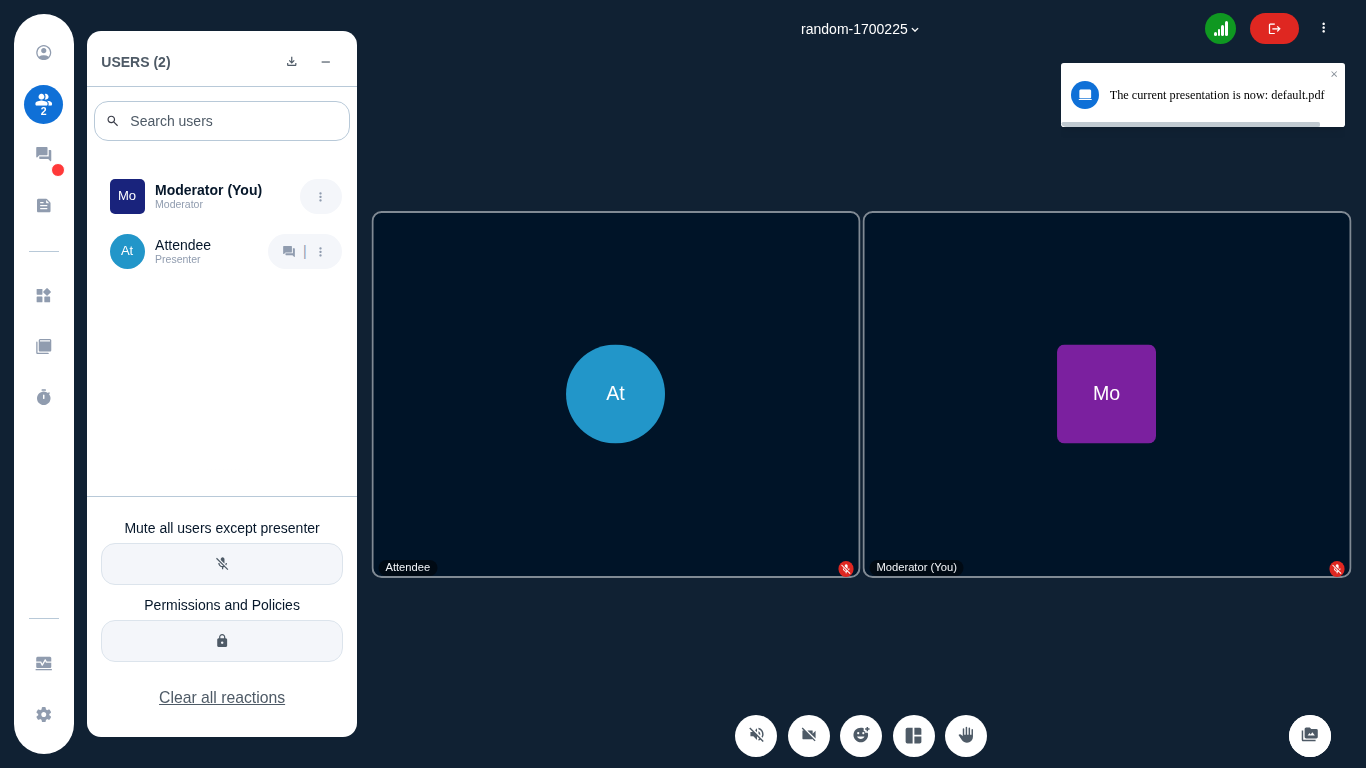 random-1700225
USERS (2)
2
Search users
The current presentation is now: default.pdf
Mo
Moderator (You)
Moderator
At
Attendee
Presenter
At
Mo
Attendee
Moderator (You)
Mute all users except presenter
Permissions and Policies
Clear all reactions